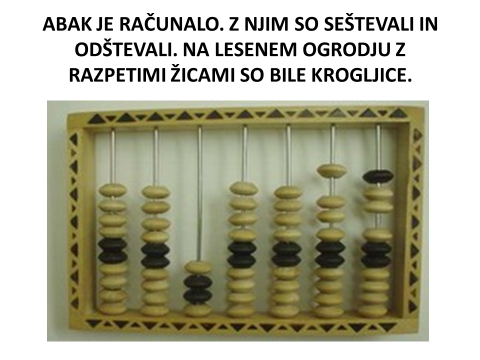 ABAK JE RAČUNALO. Z NJIM SO SEŠTEVALI IN
ODŠTEVALI. NA LESENEM OGRODJU Z
RAZPETIMI ŽICAMI SO BILE KROGLJICE.